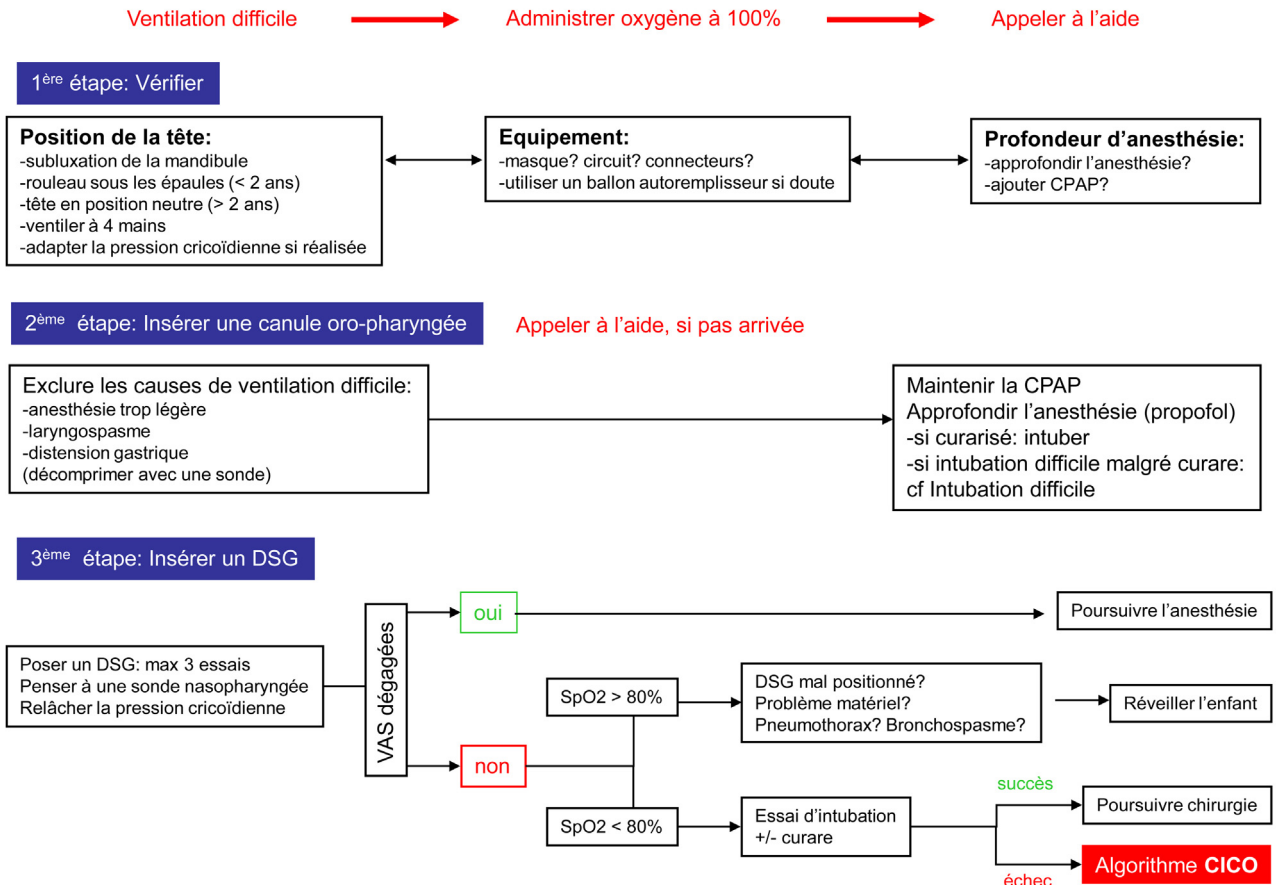 Ventilation difficile
Administrer oxygène à 100%
Appeler à l'aide
1ère étape: Vérifier
Position de la tête:
-subluxation de la mandibule
-rouleau sous les épaules (< 2 ans)
-tête en position neutre (> 2 ans)
-ventiler à 4 mains
-adapter la pression cricoïdienne si réalisée
Equipement:
-masque? circuit? connecteurs?
-utiliser un ballon autoremplisseur si doute
Profondeur d'anesthésie:
-approfondir l'anesthésie?
-ajouter CPAP?
2ème étape: Insérer une canule oro-pharyngée
Appeler à l'aide, si pas arrivée
Exclure les causes de ventilation difficile:
-anesthésie trop légère
-laryngospasme
-distension gastrique
(décomprimer avec une sonde)
Maintenir la CPAP
Approfondir l'anesthésie (propofol)
-si curarisé: intuber
-si intubation difficile malgré curare:
cf Intubation difficile
3ème étape: Insérer un DSG
Poser un DSG: max 3 essais
Penser à une sonde nasopharyngée
Relâcher la pression cricoïdienne
VAS dégagées
oui
Poursuivre l'anesthésie
non
SpO2 > 80%
DSG mal positionné?
Problème matériel?
Pneumothorax? Bronchospasme?
Réveiller l'enfant
SpO2 < 80%
Essai d'intubation
+/- curare
succès
Poursuivre chirurgie
échec
Algorithme CICO